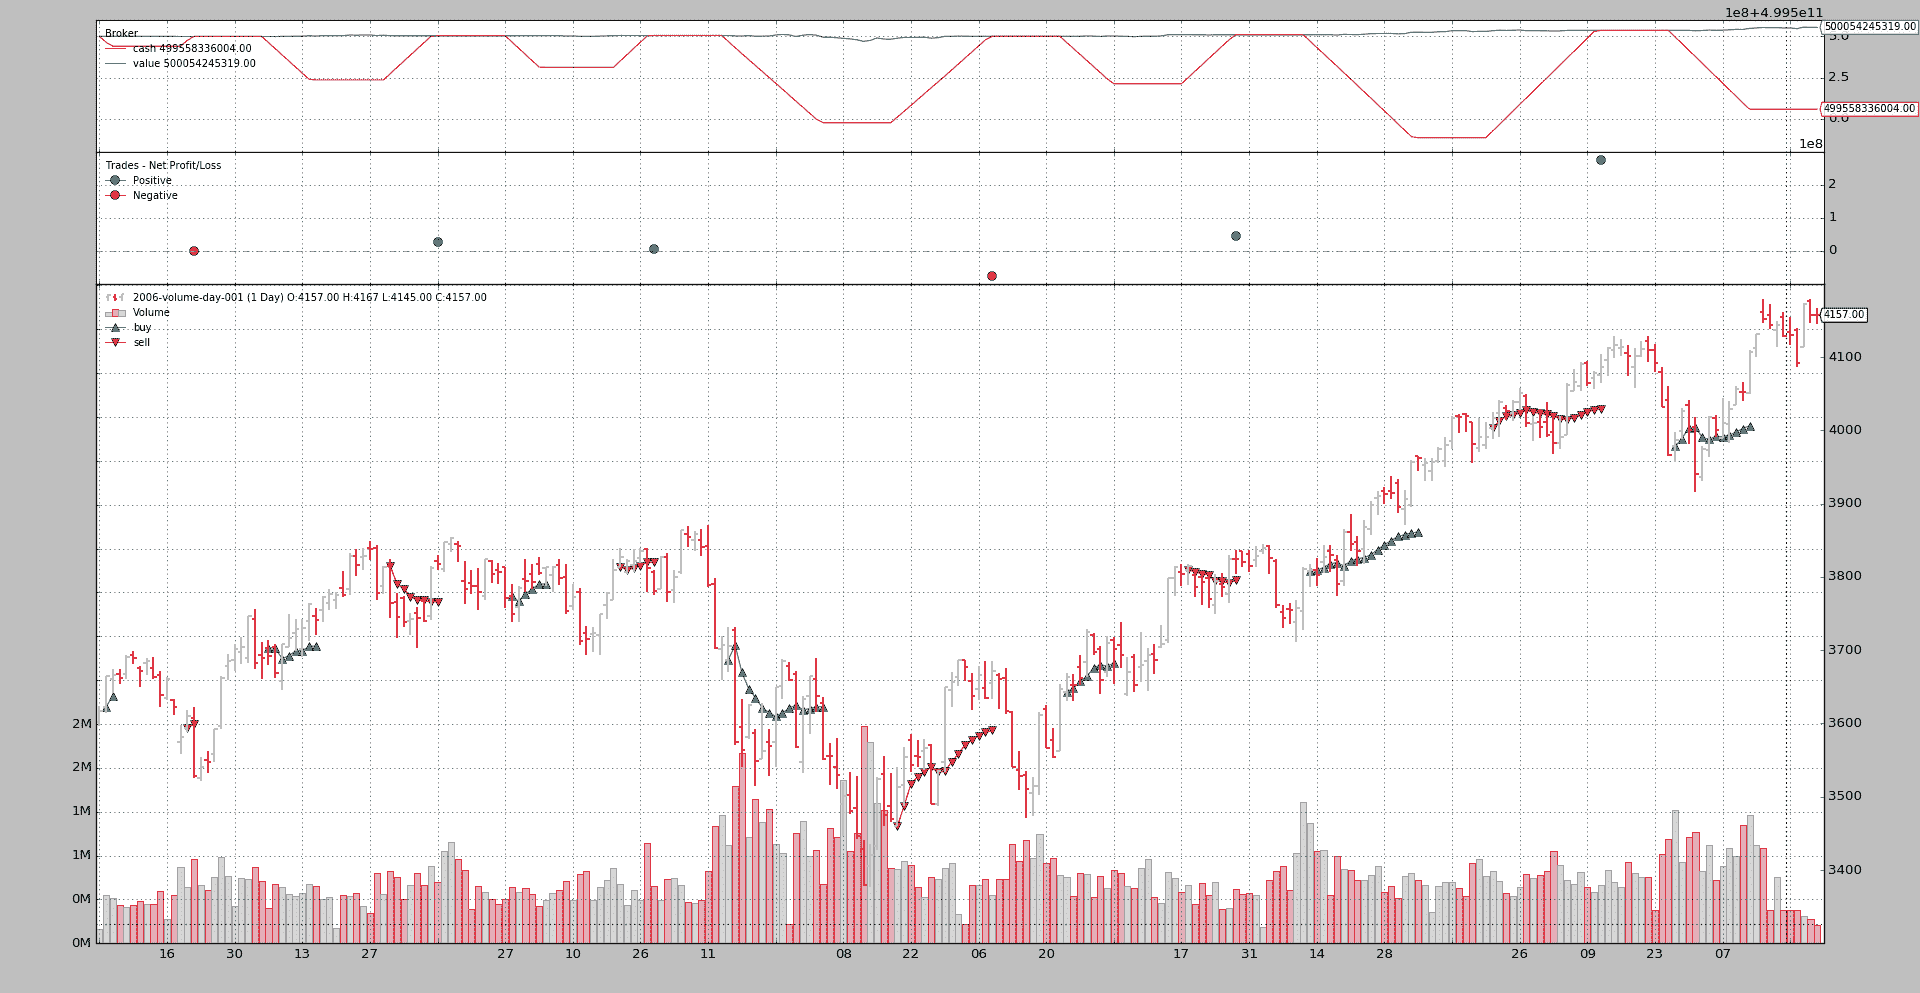 1e8+4.995e11
Broker
cash 499558336004.00
value 500054245319.00
500054245319.00
5.0
2.5
499558336004.00
0.0
1e8
Trades - Net Profit/Loss
Positive
Negative
2
1
0
2006-volume-day-001 (1 Day) O:4157.00 H:4167 L:4145.00 C:4157.00
Volume
buy
sell
4157.00
4100
4000
3900
3800
3700
3600
3500
3400
2M
2M
1M
1M
0M
0M
16 30 13 27 27 10 26 11 08 22 06 20 17 31 14 28 26 09 23 07